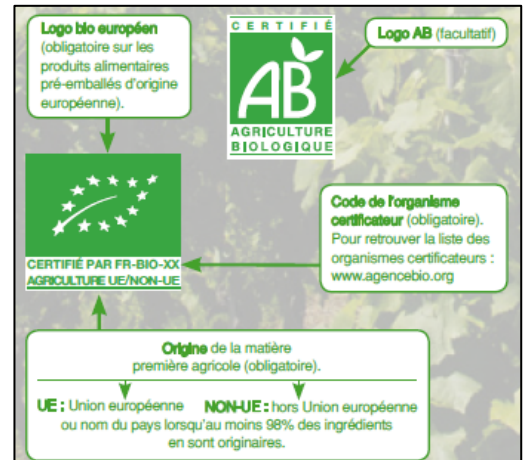 Logo bio européen
(obligatoire sur les
produits alimentaires
pré-emballés d'origine
européenne).
CERTIFIÉ
AB
AGRICULTURE
BIOLOGIQUE
Logo AB (facultatif)
CERTIFIÉ PAR FR-BIO-XX
AGRICULTURE UE/NON-UE
Code de l'organisme
certificateur (obligatoire).
Pour retrouver la liste des
organismes certificateurs :
www.agencebio.org
Origine de la matière
première agricole (obligatoire).
UE : Union européenne
NON-UE : hors Union européenne
ou nom du pays lorsqu'au moins 98% des ingrédients
en sont originaires.